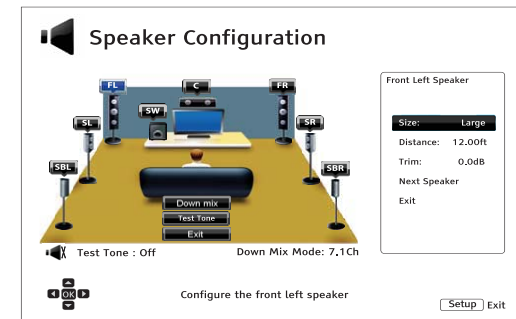 Speaker Configuration
FL
C
FR
SW
SL
SR
SBL
SBR
Down mix
Test Tone
Exit
Test Tone : Off
Down Mix Mode: 7.1Ch
Front Left Speaker
Size: Large
Distance: 12.00ft
Trim: 0.0dB
Next Speaker
Exit
OK
Configure the front left speaker
Setup Exit